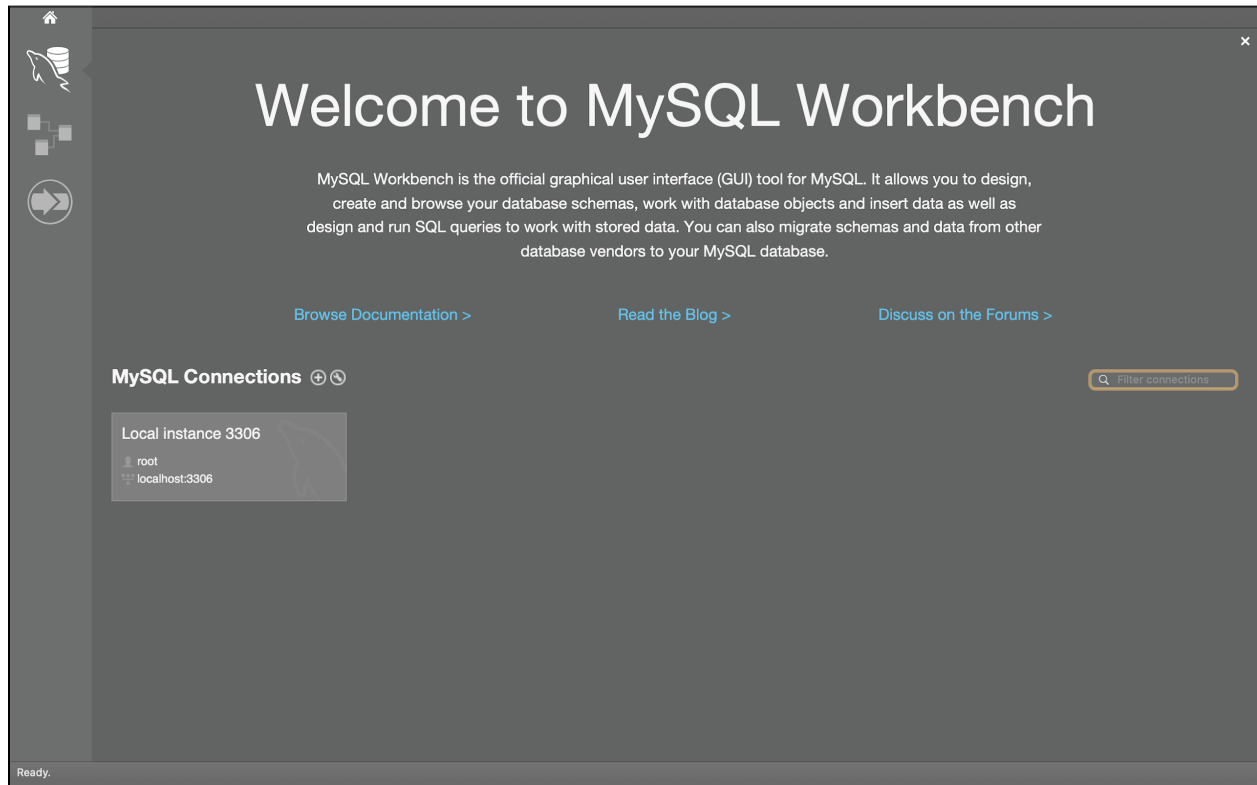 Welcome to MySQL Workbench
MySQL Workbench is the official graphical user interface (GUI) tool for MySQL. It allows you to design,
create and browse your database schemas, work with database objects and insert data as well as
design and run SQL queries to work with stored data. You can also migrate schemas and data from other
database vendors to your MySQL database.
Browse Documentation >
Read the Blog >
Discuss on the Forums >
MySQL Connections
Filter connections
Local instance 3306
root
localhost:3306
Ready.